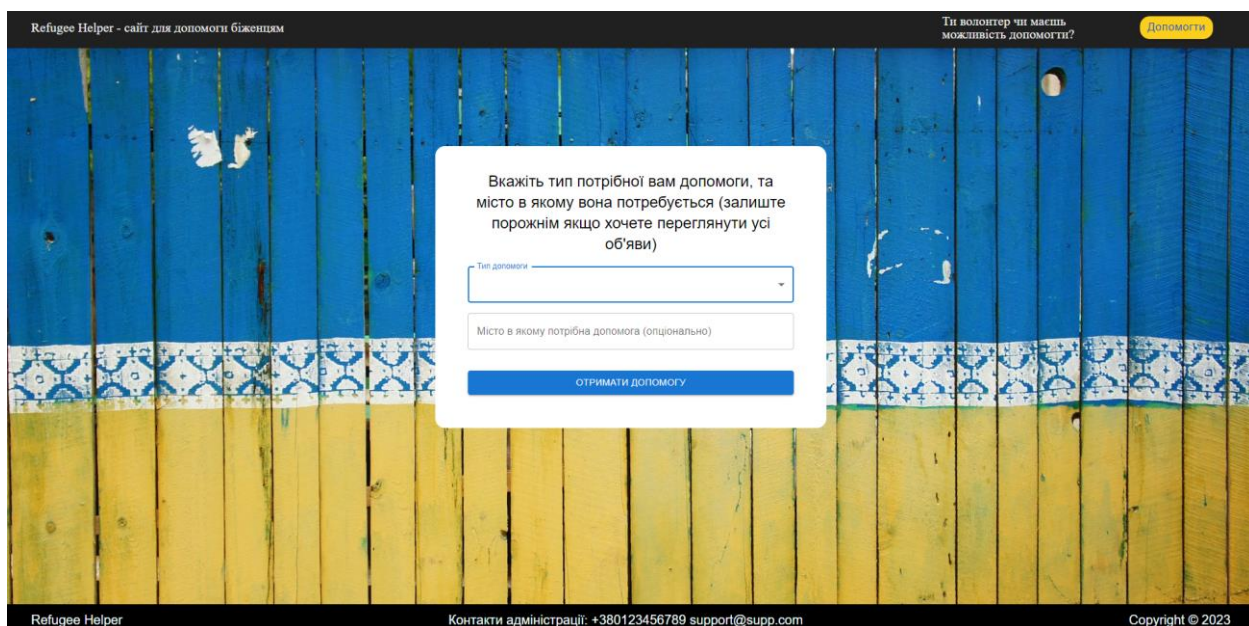 Refugee Helper - сайт для допомоги біженцям
Ти волонтер чи маєш
можливість допомогти?
Допомогти
Вкажіть тип потрібної вам допомоги, та
місто в якому вона потребується (залиште
порожнім якщо хочете переглянути усі
об'яви)
Тип допомоги
Місто в якому потрібна допомога (опціонально)
ОТРИМАТИ ДОПОМОГУ
Refugee Helper
Контакти адміністрації: +380123456789 support@supp.com
Copyright © 2023